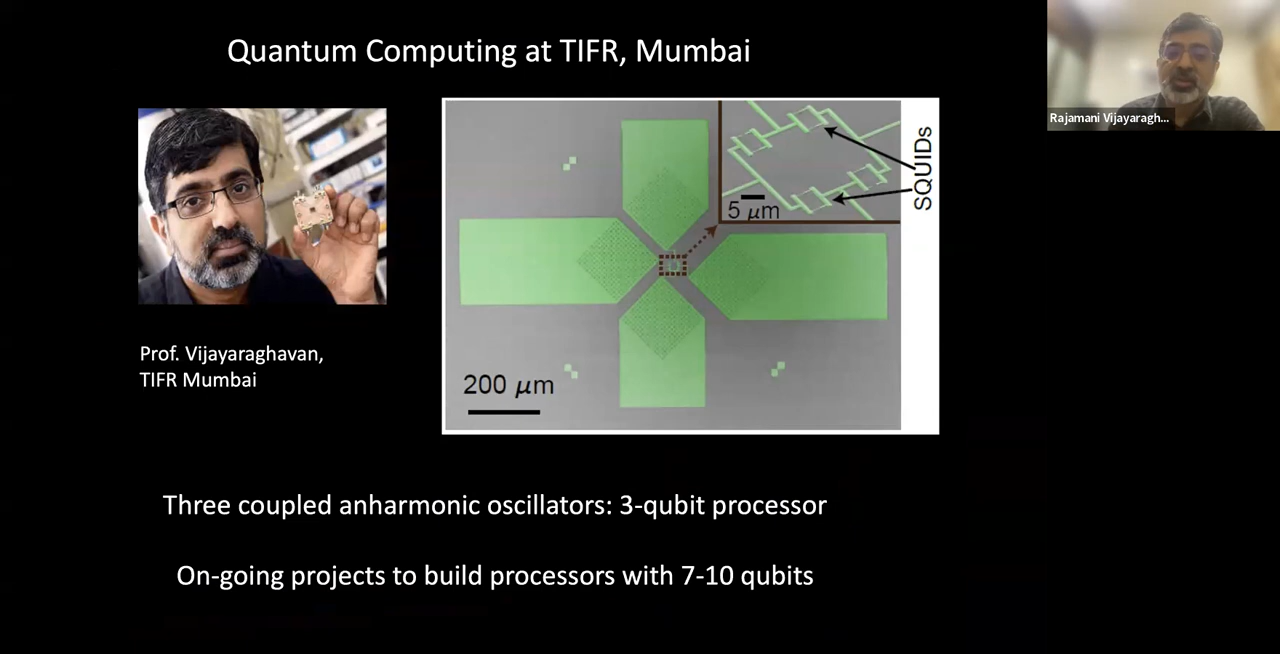 Quantum Computing at TIFR, Mumbai
Rajamani Vijayaragh...
SQUIDs
5 μm
200 μm
Prof. Vijayaraghavan,
TIFR Mumbai
Three coupled anharmonic oscillators: 3-qubit processor
On-going projects to build processors with 7-10 qubits